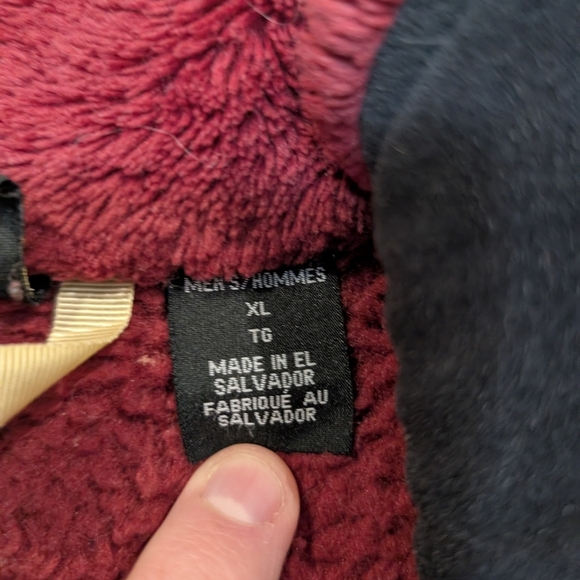 MEN'S/HOMMES
XL
TG
MADE IN EL
SALVADOR
FABRIQUÉ AU
SALVADOR